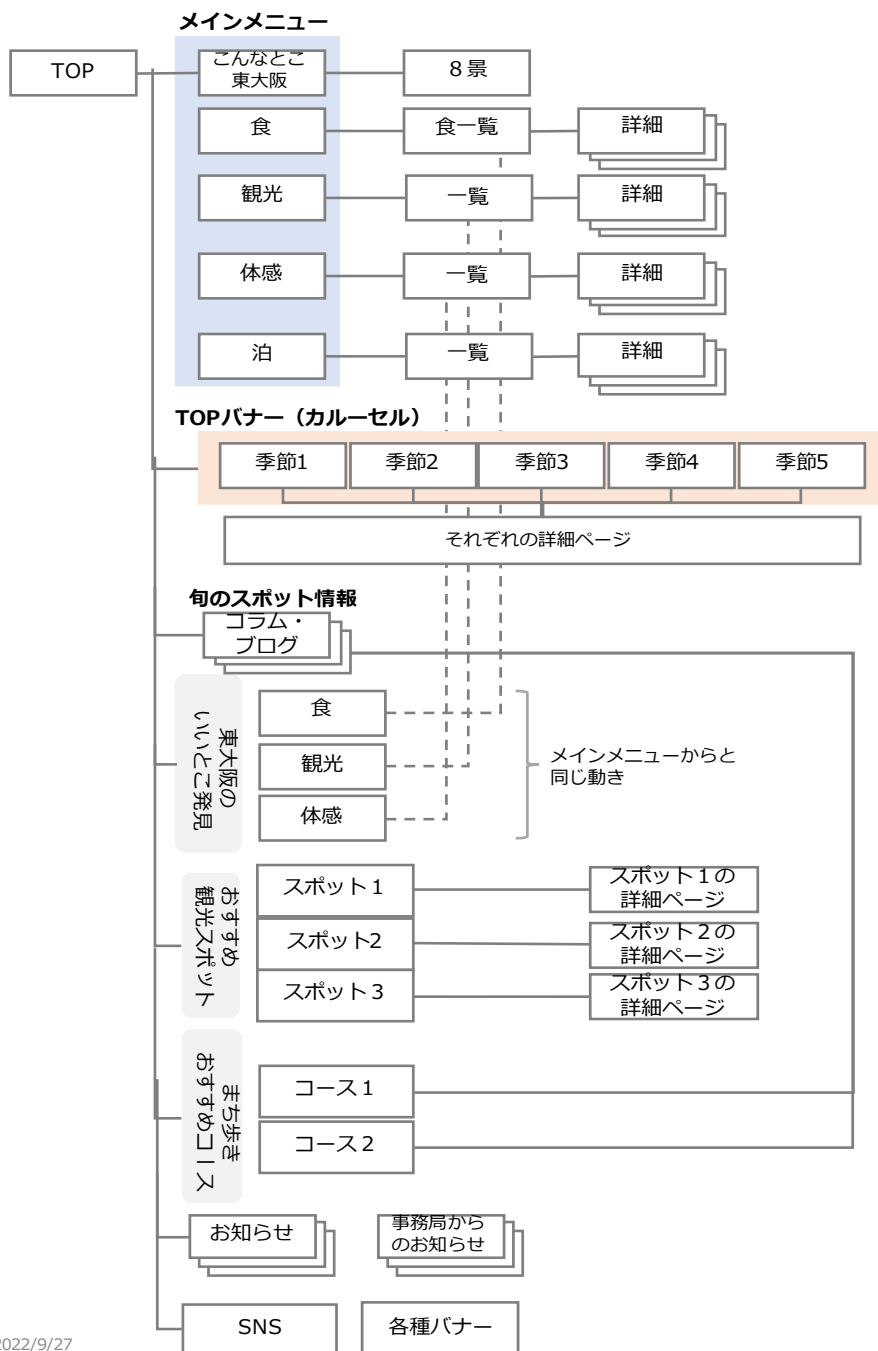 メインメニュー
TOP
こんなとこ
東大阪
８景
食
食一覧
詳細
観光
一覧
詳細
体感
一覧
詳細
泊
一覧
詳細
TOPバナー（カルーセル）
季節1
季節2
季節3
季節4
季節5
それぞれの詳細ページ
旬のスポット情報
コラム・
ブログ
東大阪の
いいとこ発見
食
観光
体感
メインメニューからと
同じ動き
おすすめ
観光スポット
スポット１
スポット１の
詳細ページ
スポット2
スポット２の
詳細ページ
スポット３
スポット３の
詳細ページ
まち歩き
おすすめコース
コース１
コース２
お知らせ
事務局から
のお知らせ
SNS
各種バナー
2022/9/27